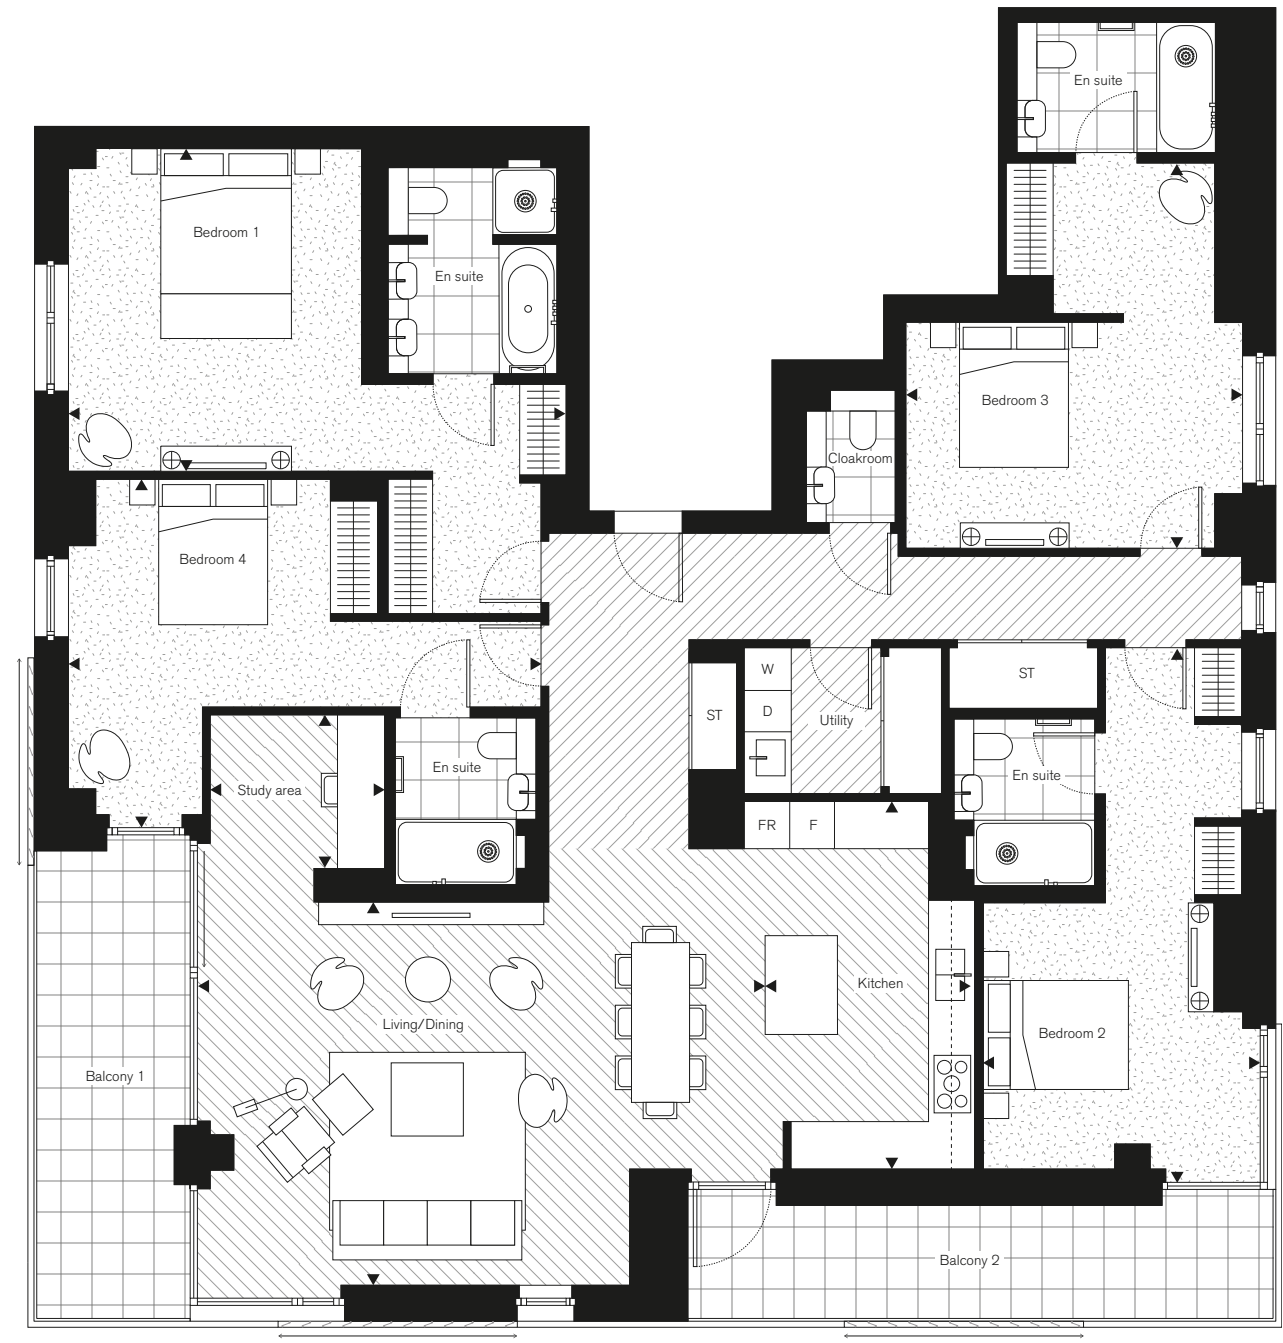 En suite
Bedroom 1
En suite
Bedroom 3
Cloakroom
Bedroom 4
W
ST
D
ST
Utility
En suite
En suite
Study area
FR
F
Kitchen
Living/Dining
Bedroom 2
Balcony 1
Balcony 2